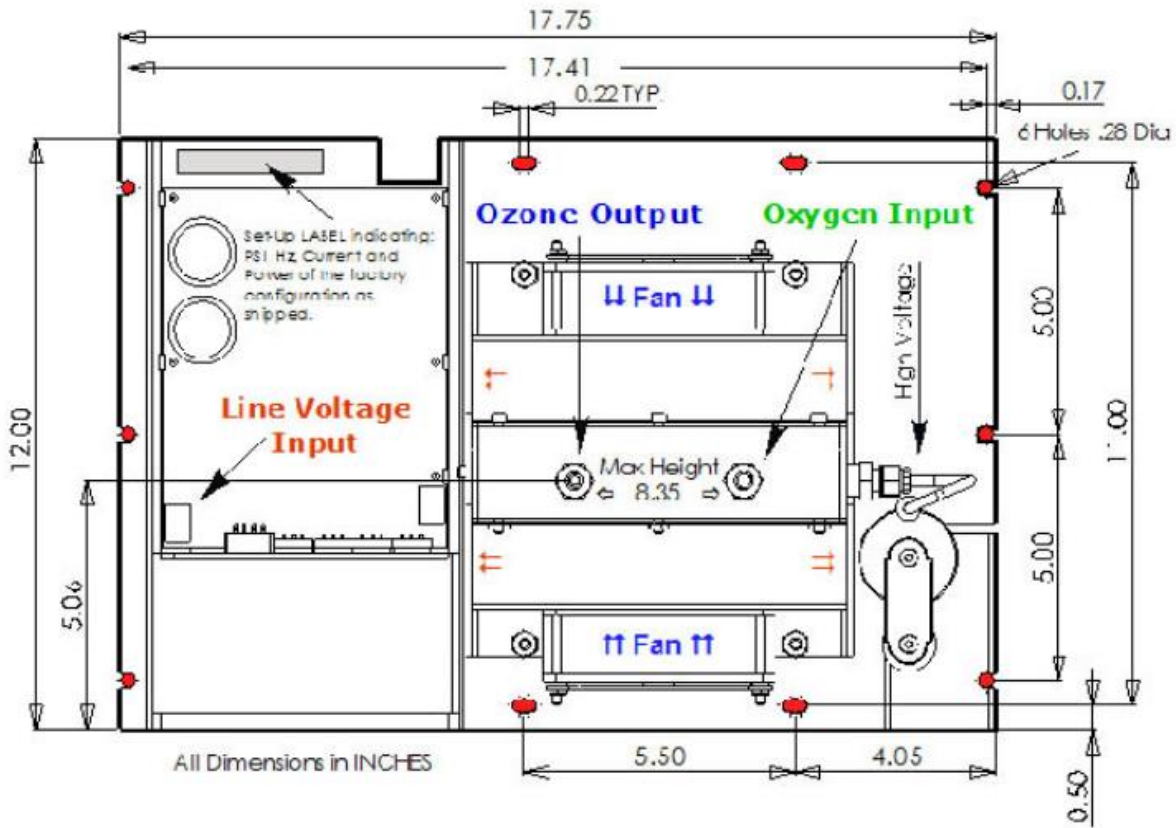 17.75
17.41
0.22 TYP.
0.17
6 Holes .28 Dia
Ozone Output
Oxygen Input
Set-Up LABEL indicating:
PSI, Hz, Current and
Power of the factory
configuration as
shipped.
⇊ Fan ⇊
High Voltage
5.00
12.00
11.00
Line Voltage
Input
Max Height
8.35
5.06
5.00
⇈ Fan ⇈
All Dimensions in INCHES
5.50
4.05
0.50